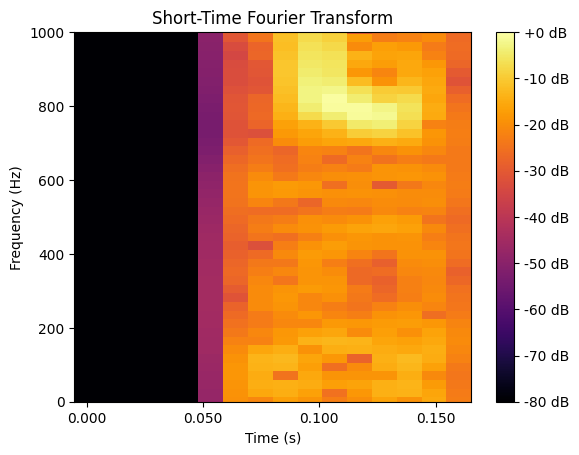 Short-Time Fourier Transform
Frequency (Hz)
1000
800
600
400
200
0
0.000
0.050
0.100
0.150
Time (s)
+0 dB
-10 dB
-20 dB
-30 dB
-40 dB
-50 dB
-60 dB
-70 dB
-80 dB